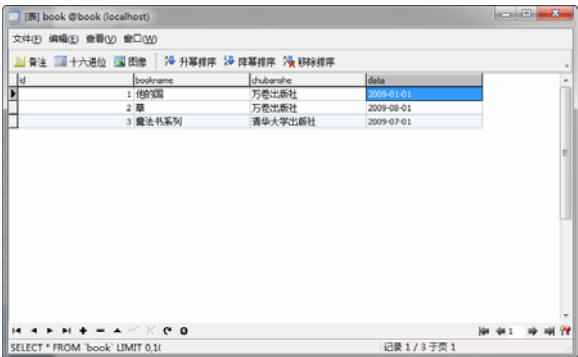 [表] book @book (localhost)
文件(F) 编辑(E) 查看(V) 窗口(W)
备注 十六进位 图像 升幂排序 降幂排序 移除排序
id bookname chubanshe data
1 他的国 万卷出版社 2009-01-01
2 草 万卷出版社 2009-08-01
3 魔法书系列 清华大学出版社 2009-07-01
1
SELECT * FROM `book` LIMIT 0,1( 记录 1 / 3 于页 1